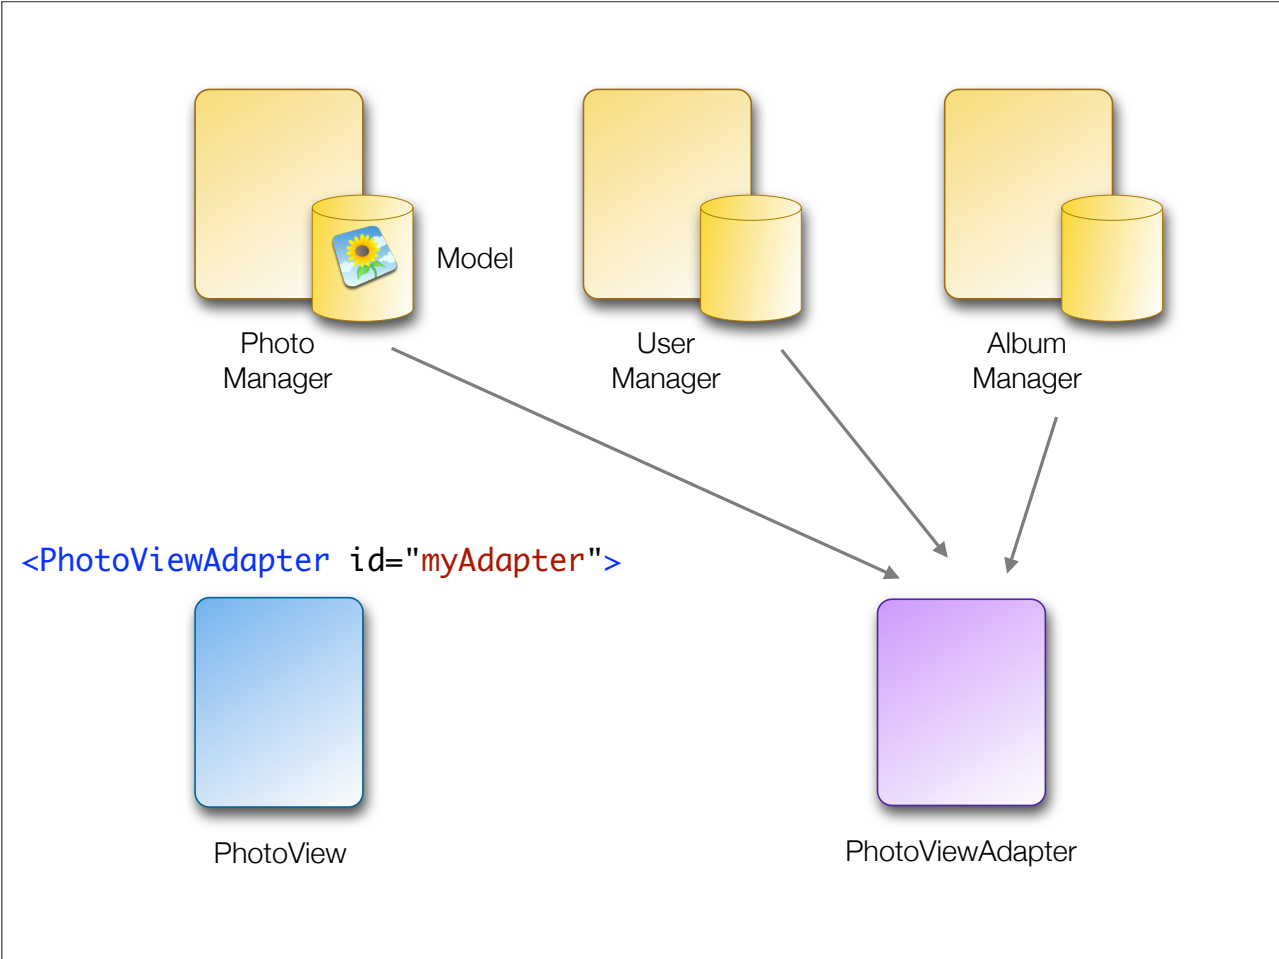 Model
Photo
Manager
User
Manager
Album
Manager
<PhotoViewAdapter id="myAdapter">
PhotoView
PhotoViewAdapter